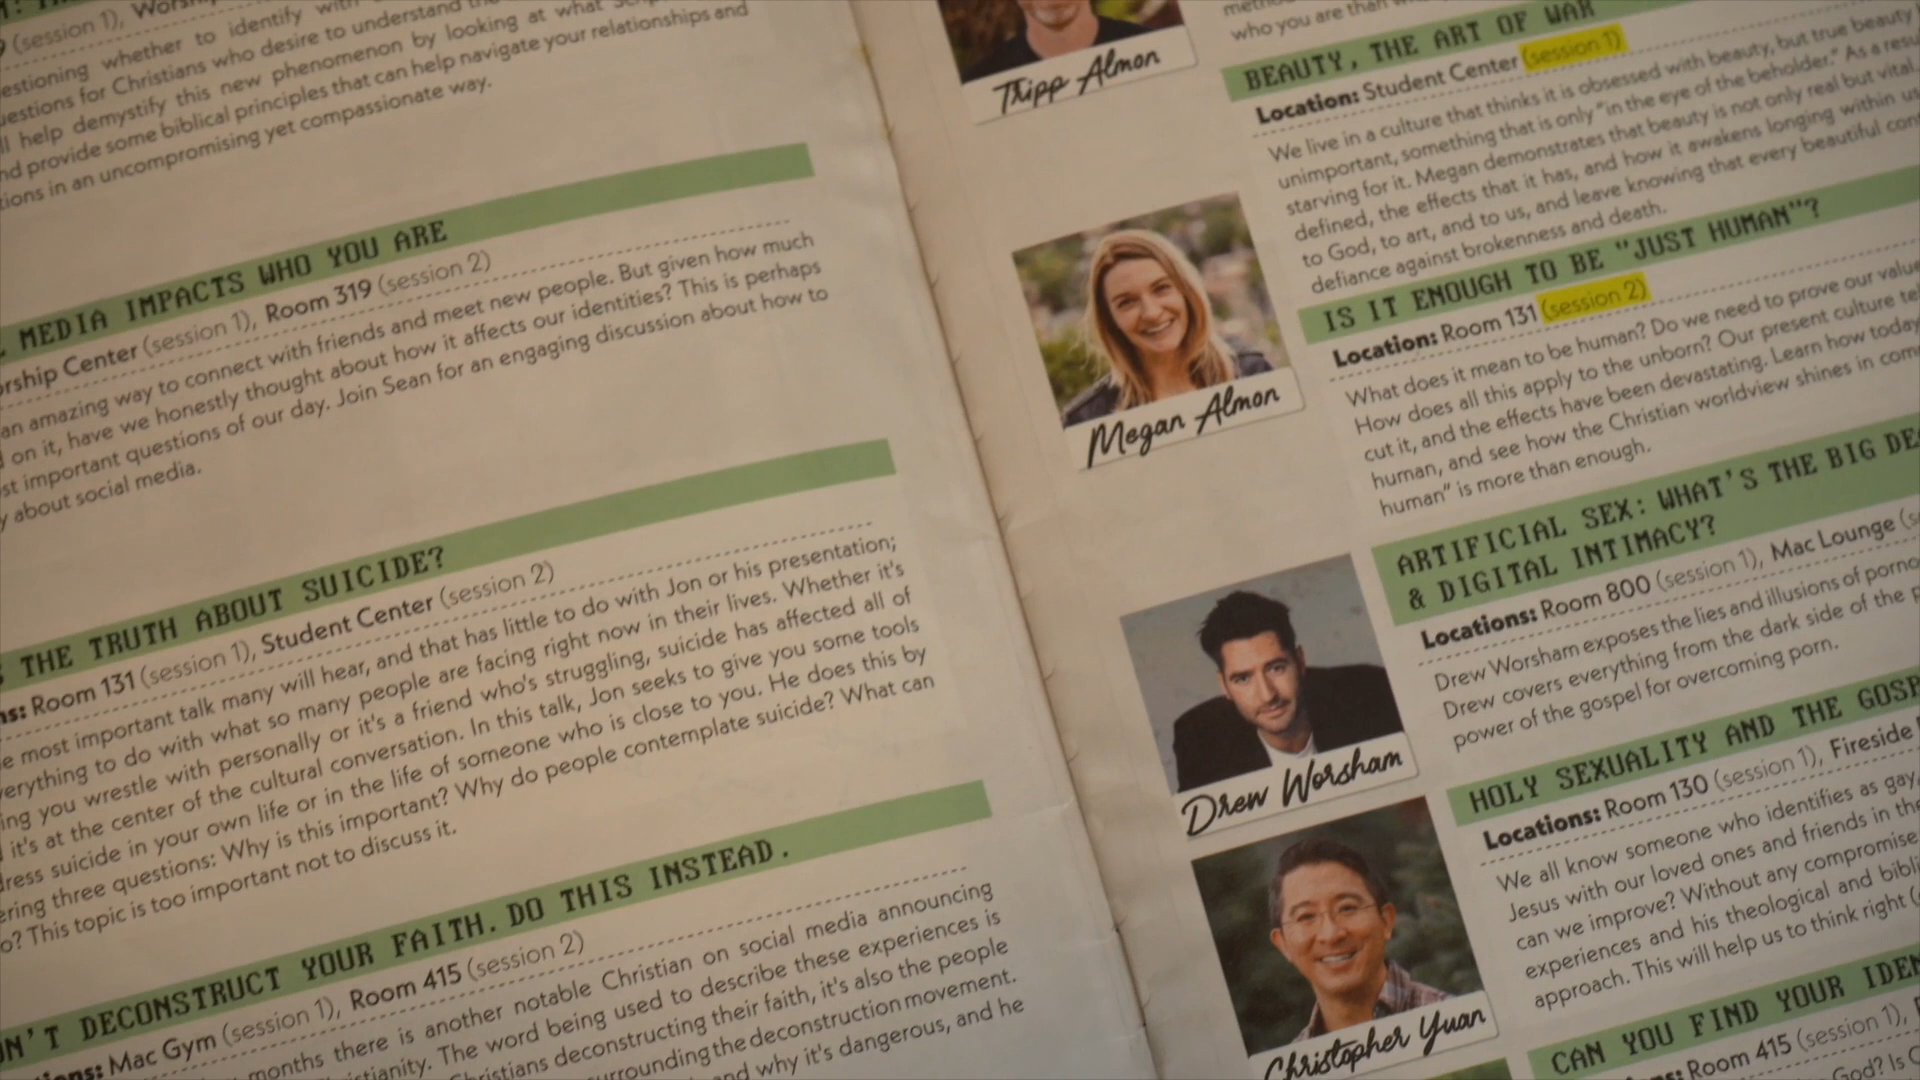 (session 1),
estioning whether to identify with
uestions for Christians who desire to understand
ll help demystify this new phenomenon by looking at what
nd provide some biblical principles that can help navigate your relationships and
tions in an uncompromising yet compassionate way.
MEDIA IMPACTS WHO YOU ARE
rship Center (session 1), Room 319 (session 2)
an amazing way to connect with friends and meet new people. But given how much
on it, have we honestly thought about how it affects our identities? This is perhaps
st important questions of our day. Join Sean for an engaging discussion about how to
y about social media.
THE TRUTH ABOUT SUICIDE?
ns: Room 131 (session 1), Student Center (session 2)
e most important talk many will hear, and that has little to do with Jon or his presentation;
verything to do with what so many people are facing right now in their lives. Whether it's
ing you wrestle with personally or it's a friend who's struggling, suicide has affected all of
it's at the center of the cultural conversation. In this talk, Jon seeks to give you some tools
dress suicide in your own life or in the life of someone who is close to you. He does this by
ering three questions: Why is this important? Why do people contemplate suicide? What can
o? This topic is too important not to discuss it.
ON'T DECONSTRUCT YOUR FAITH. DO THIS INSTEAD.
ions: Mac Gym (session 1), Room 415 (session 2)
months there is another notable Christian on social media announcing
istianity. The word being used to describe these experiences is
Christians deconstructing their faith, it's also the people
urrounding the deconstruction movement.
nd why it's dangerous, and he
Tripp Almon
who you are than
BEAUTY, THE ART OF WAR
Location: Student Center (session 1)
We live in a culture that thinks it is obsessed with beauty, but true beauty
unimportant, something that is only "in the eye of the beholder." As a resu
starving for it. Megan demonstrates that beauty is not only real but vital.
defined, the effects that it has, and how it awakens longing within us
to God, to art, and to us, and leave knowing that every beautiful con
defiance against brokenness and death.
Megan Almon
IS IT ENOUGH TO BE "JUST HUMAN"?
Location: Room 131 (session 2)
What does it mean to be human? Do we need to prove our value
How does all this apply to the unborn? Our present culture tel
cut it, and the effects have been devastating. Learn how today
human, and see how the Christian worldview shines in com
human" is more than enough.
Drew Worsham
ARTIFICIAL SEX: WHAT'S THE BIG DE
& DIGITAL INTIMACY?
Locations: Room 800 (session 1), Mac Lounge (s
Drew Worsham exposes the lies and illusions of porno
Drew covers everything from the dark side of the p
power of the gospel for overcoming porn.
Christopher Yuan
HOLY SEXUALITY AND THE GOSP
Locations: Room 130 (session 1), Fireside
We all know someone who identifies as gay,
Jesus with our loved ones and friends in the
can we improve? Without any compromise
experiences and his theological and bibli
approach. This will help us to think right (
CAN YOU FIND YOUR IDEN
ns: Room 415 (session 1),
God? Is